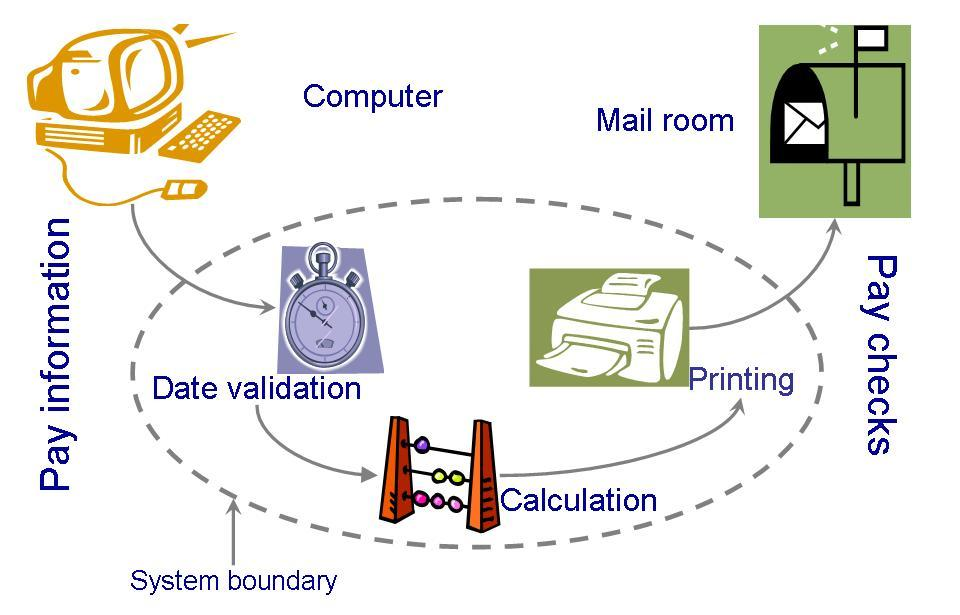 Computer
Mail room
Pay information
Pay checks
Date validation
Printing
Calculation
System boundary